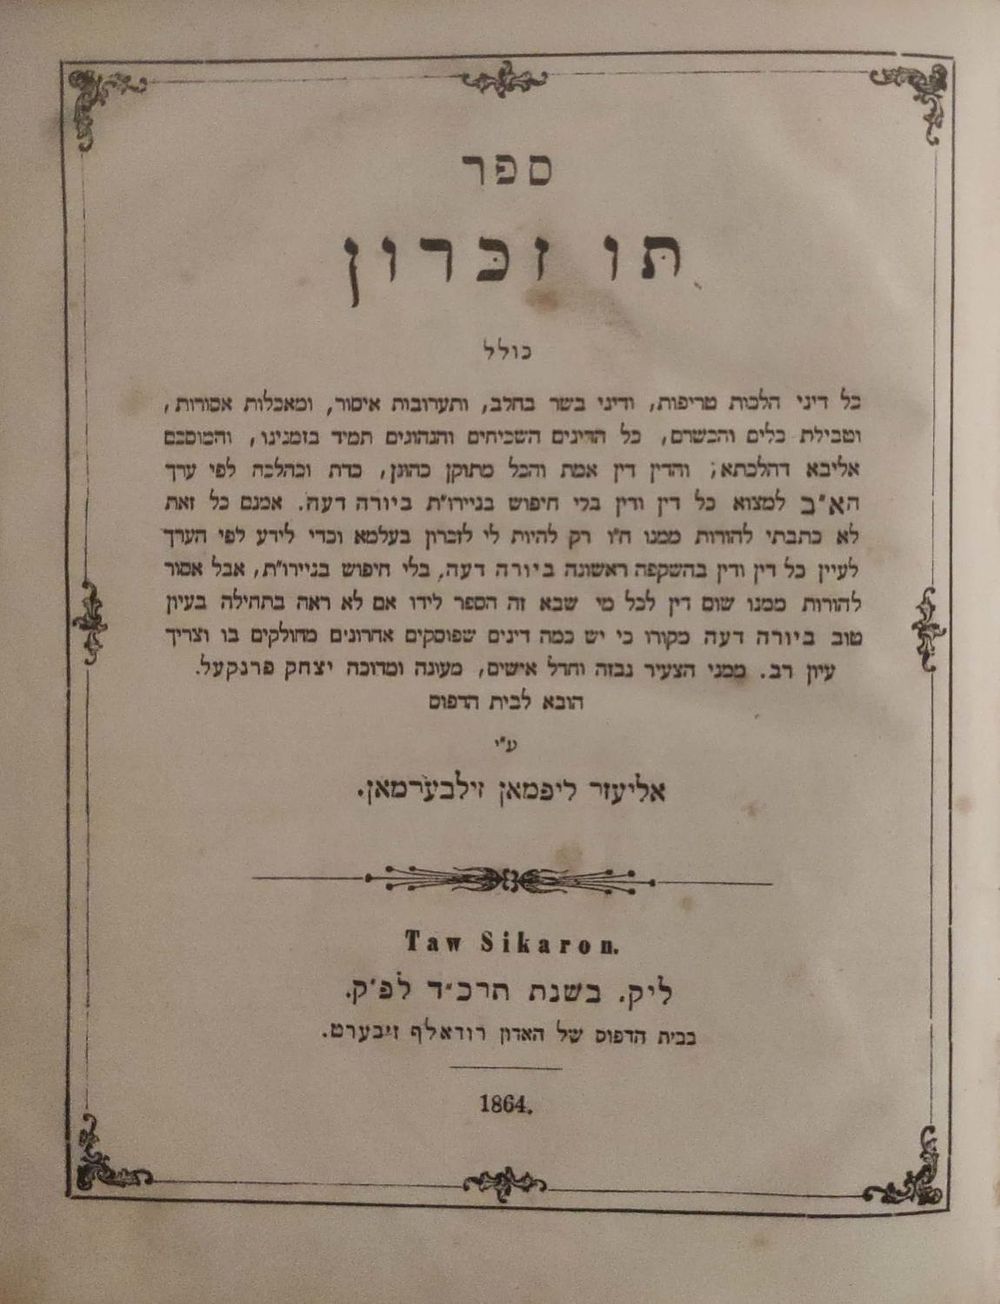 ספר
תו זכרון
כולל
כל דיני הלכות טריפות, ודיני בשר בחלב, ותערובות איסור, ומאכלות אסורות,
וטבילת כלים והכשרם, כל הדינים השכיחים והנהוגים תמיד בזמנינו, והמוסכם
אליבא דהלכתא; והדין דין אמת והכל מתוקן כהוגן, כדת וכהלכה לפי ערך
הא״ב למצוא כל דין ודין בלי חיפוש בניירו״ת ביורה דעה. אמנם כל זאת
לא כתבתי להורות ממנו ח״ו רק להיות לי לזכרון בעלמא וכדי לידע לפי הערך
לעיין כל דין ודין בהשקפה ראשונה ביורה דעה, בלי חיפוש בניירו״ת, אבל אסור
להורות ממנו שום דין לכל מי שבא זה הספר לידו אם לא ראה בתחילה בעיון
טוב ביורה דעה מקורו כי יש כמה דינים שפוסקים אחרונים מחולקים בו וצריך
עיון רב. ממני הצעיר נבזה וחדל אישים, מעונה ומדוכה יצחק פרנקעל.
הובא לבית הדפוס
ע״י
אליעזר ליפמאן זילבערמאן.
Taw Sikaron.
ליק. בשנת תרכ״ד לפ״ק.
בבית הדפוס של האדון רודאלף זיבערט.
1864.